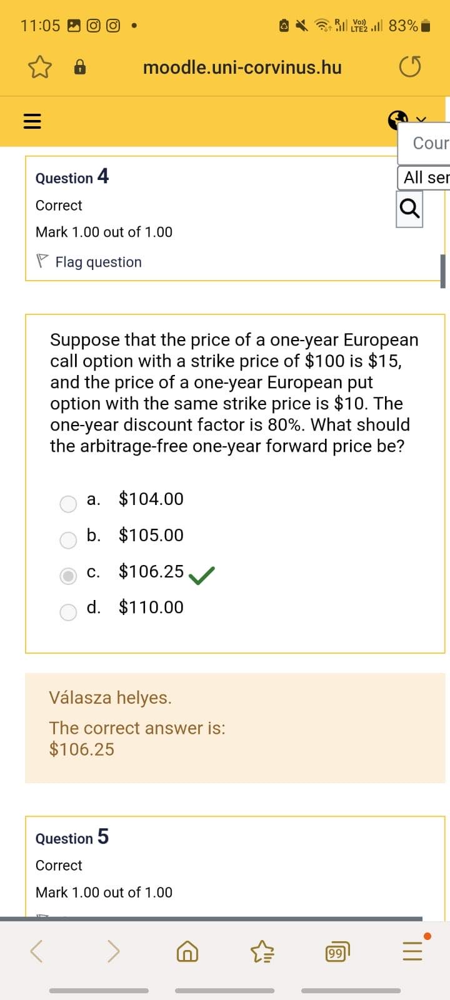 11:05
Vo)) LTE2 83%
moodle.uni-corvinus.hu
Cour
All ser
Question 4
Correct
Mark 1.00 out of 1.00
Flag question
Suppose that the price of a one-year European
call option with a strike price of $100 is $15,
and the price of a one-year European put
option with the same strike price is $10. The
one-year discount factor is 80%. What should
the arbitrage-free one-year forward price be?
a. $104.00
b. $105.00
c. $106.25
d. $110.00
Válasza helyes.
The correct answer is:
$106.25
Question 5
Correct
Mark 1.00 out of 1.00
99